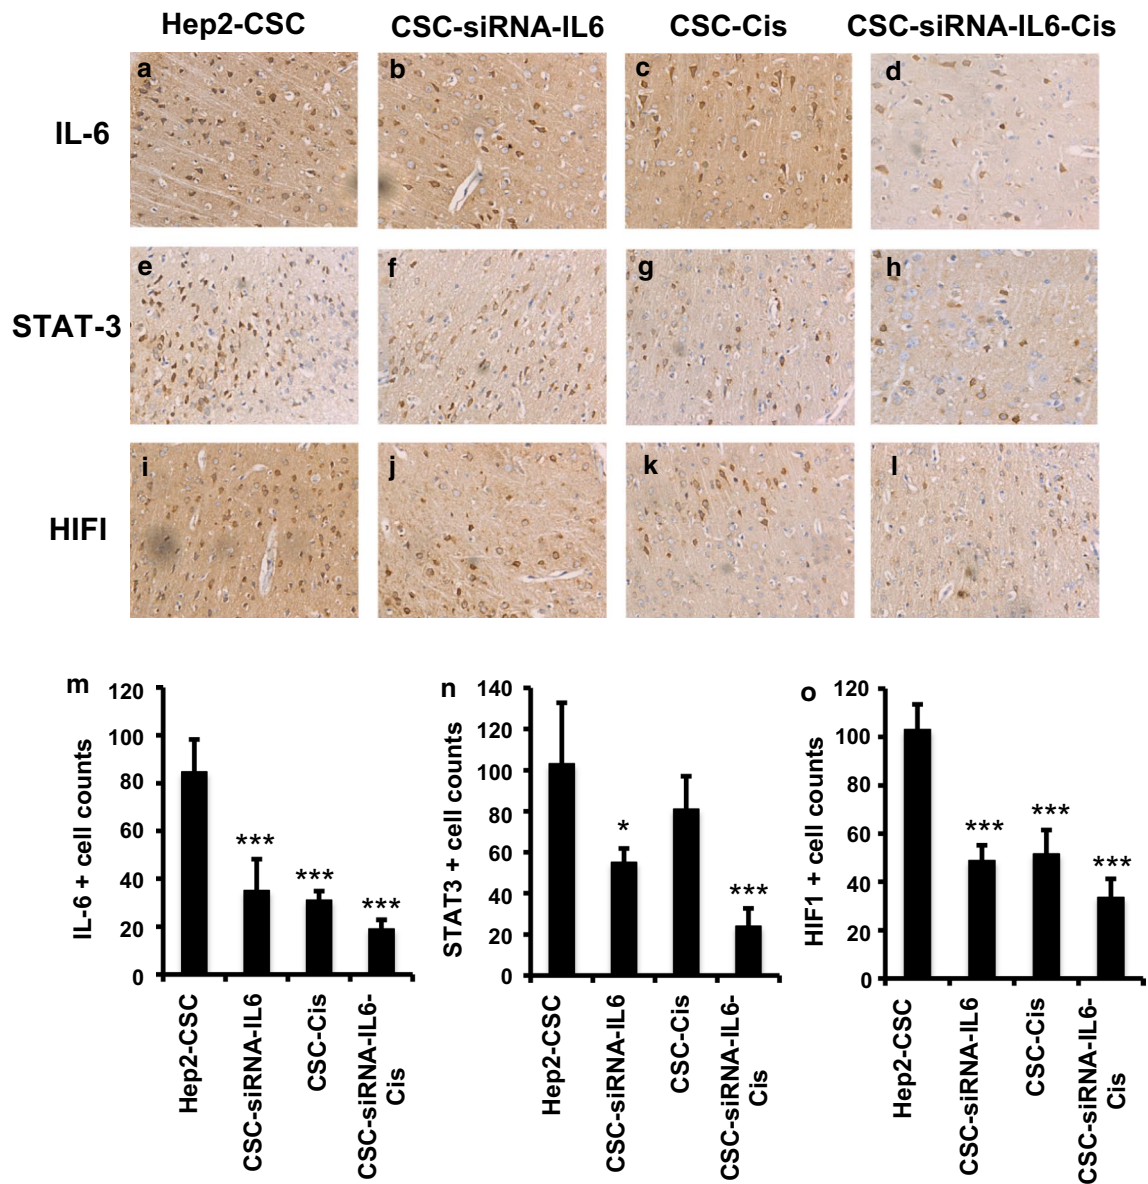 Hep2-CSC CSC-siRNA-IL6 CSC-Cis CSC-siRNA-IL6-Cis
IL-6
a b c d
STAT-3
e f g h
HIFI
i j k l
m
IL-6 + cell counts
120
100
80
60
40
20
0
***
***
***
Hep2-CSC
CSC-siRNA-IL6
CSC-Cis
CSC-siRNA-IL6-
Cis
n
STAT3 + cell counts
140
120
100
80
60
40
20
0
*
***
Hep2-CSC
CSC-siRNA-IL6
CSC-Cis
CSC-siRNA-IL6-
Cis
o
HIF1 + cell counts
120
100
80
60
40
20
0
***
***
***
Hep2-CSC
CSC-siRNA-IL6
CSC-Cis
CSC-siRNA-IL6-
Cis